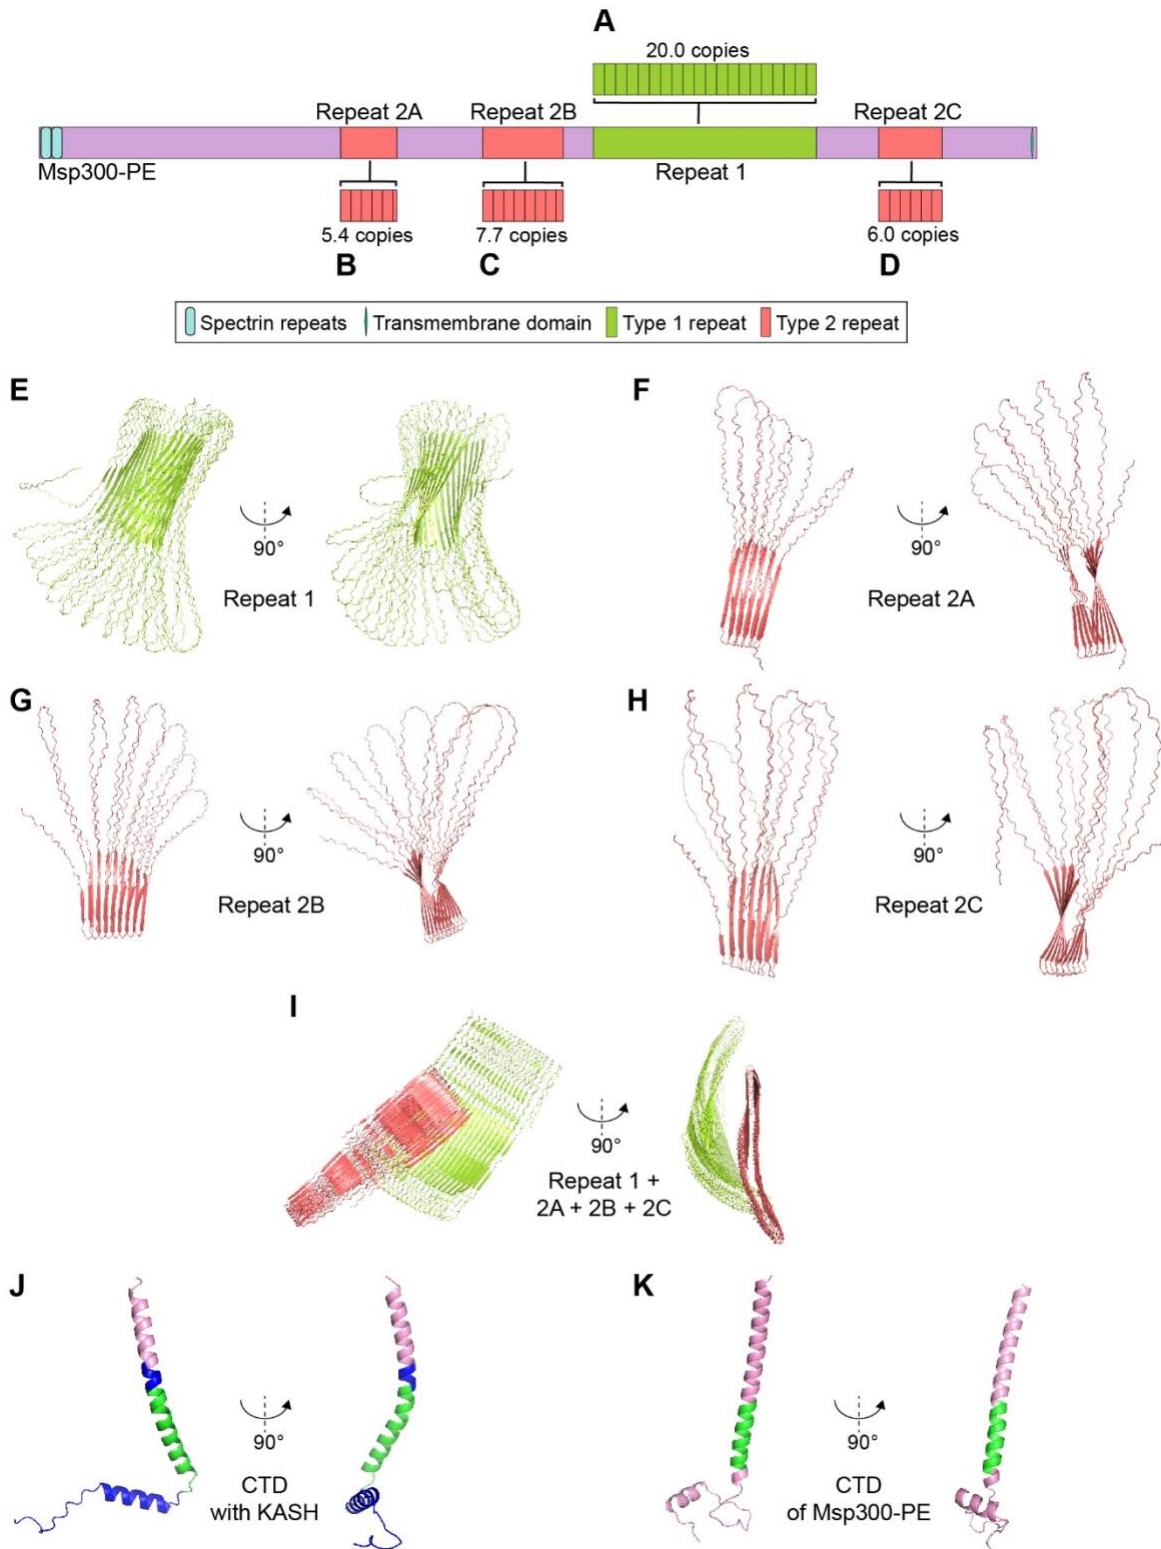 A
20.0 copies
Repeat 2A
Repeat 2B
Repeat 2C
Msp300-PE
Repeat 1
5.4 copies
7.7 copies
6.0 copies
B
C
D
Spectrin repeats
Transmembrane domain
Type 1 repeat
Type 2 repeat
E
90°
Repeat 1
F
90°
Repeat 2A
G
90°
Repeat 2B
H
90°
Repeat 2C
I
90°
Repeat 1 +
2A + 2B + 2C
J
90°
CTD
with KASH
K
90°
CTD
of Msp300-PE